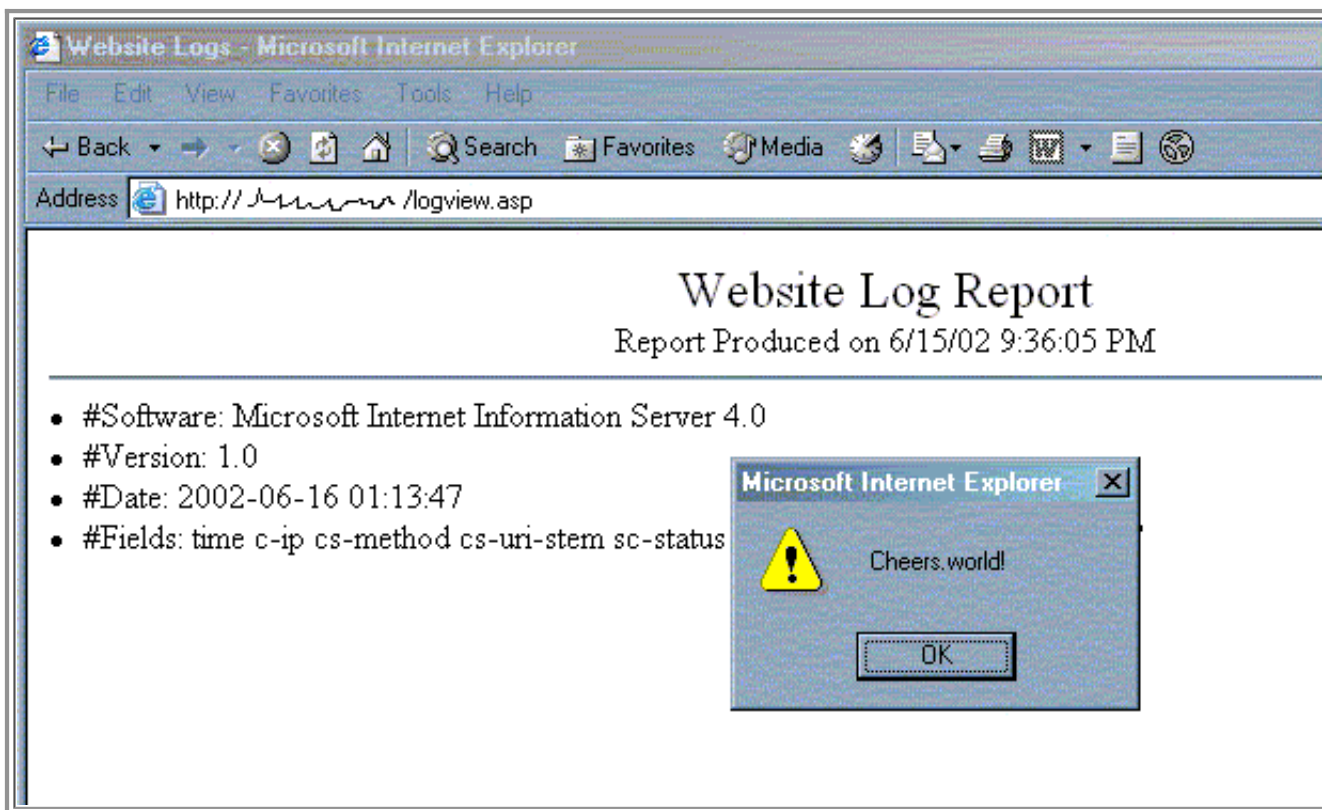 Website Logs - Microsoft Internet Explorer
File Edit View Favorites Tools Help
Back Search Favorites Media
Address http:// /logview.asp
Website Log Report
Report Produced on 6/15/02 9:36:05 PM
#Software: Microsoft Internet Information Server 4.0
#Version: 1.0
#Date: 2002-06-16 01:13:47
#Fields: time c-ip cs-method cs-uri-stem sc-status
Microsoft Internet Explorer
Cheers.world!
OK